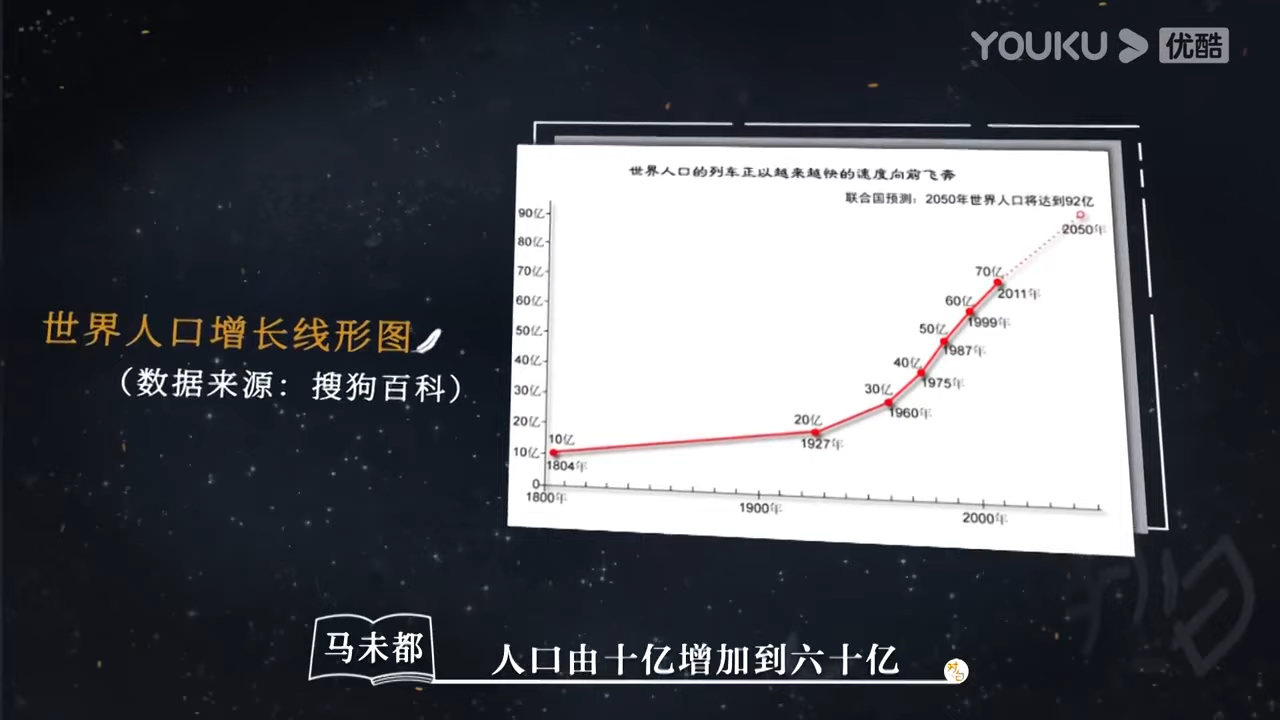 YOUKU 优酷
世界人口的列车正以越来越快的速度向前飞奔
联合国预测：2050年世界人口将达到92亿
90亿
80亿
70亿
60亿
50亿
40亿
30亿
20亿
10亿
0
10亿
1804年
20亿
1927年
30亿
1960年
40亿
1975年
50亿
1987年
60亿
1999年
70亿
2011年
2050年
1800年
1900年
2000年
世界人口增长线形图
（数据来源：搜狗百科）
马未都
人口由十亿增加到六十亿